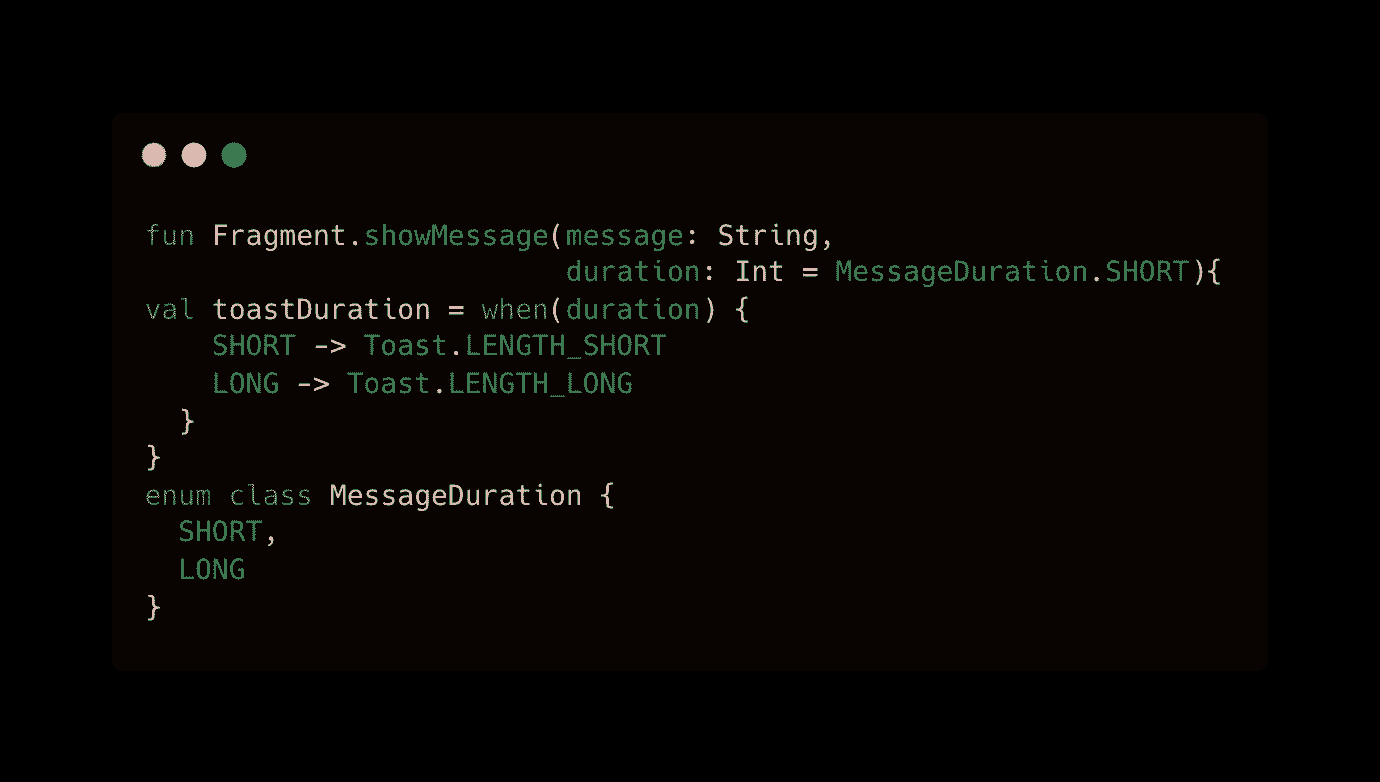 fun Fragment.showMessage(message: String,
                         duration: Int = MessageDuration.SHORT){
val toastDuration = when(duration) {
    SHORT -> Toast.LENGTH_SHORT
    LONG -> Toast.LENGTH_LONG
  }
}
enum class MessageDuration {
  SHORT,
  LONG
}